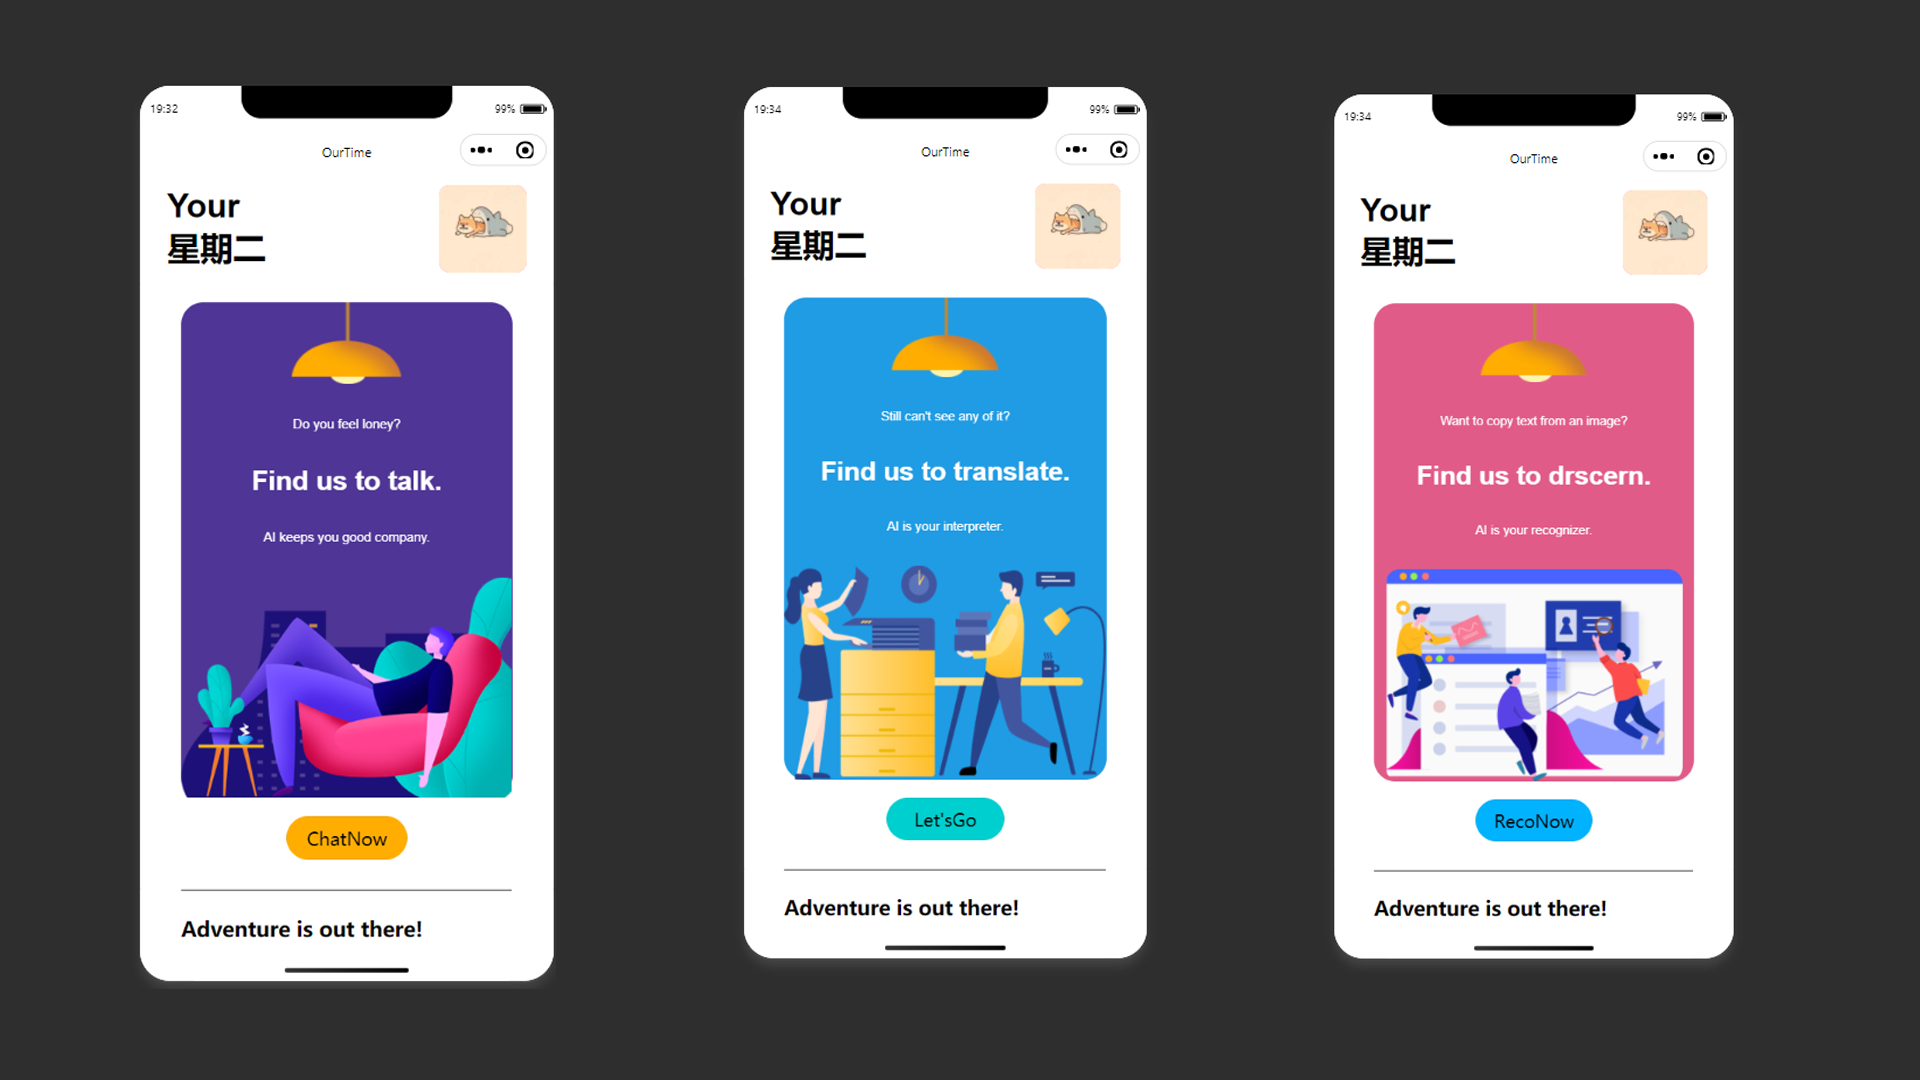 19:32
99%
OurTime
Your
星期二
Do you feel loney?
Find us to talk.
AI keeps you good company.
ChatNow
Adventure is out there!
19:34
99%
OurTime
Your
星期二
Still can't see any of it?
Find us to translate.
AI is your interpreter.
Let'sGo
Adventure is out there!
19:34
99%
OurTime
Your
星期二
Want to copy text from an image?
Find us to drscern.
AI is your recognizer.
RecoNow
Adventure is out there!